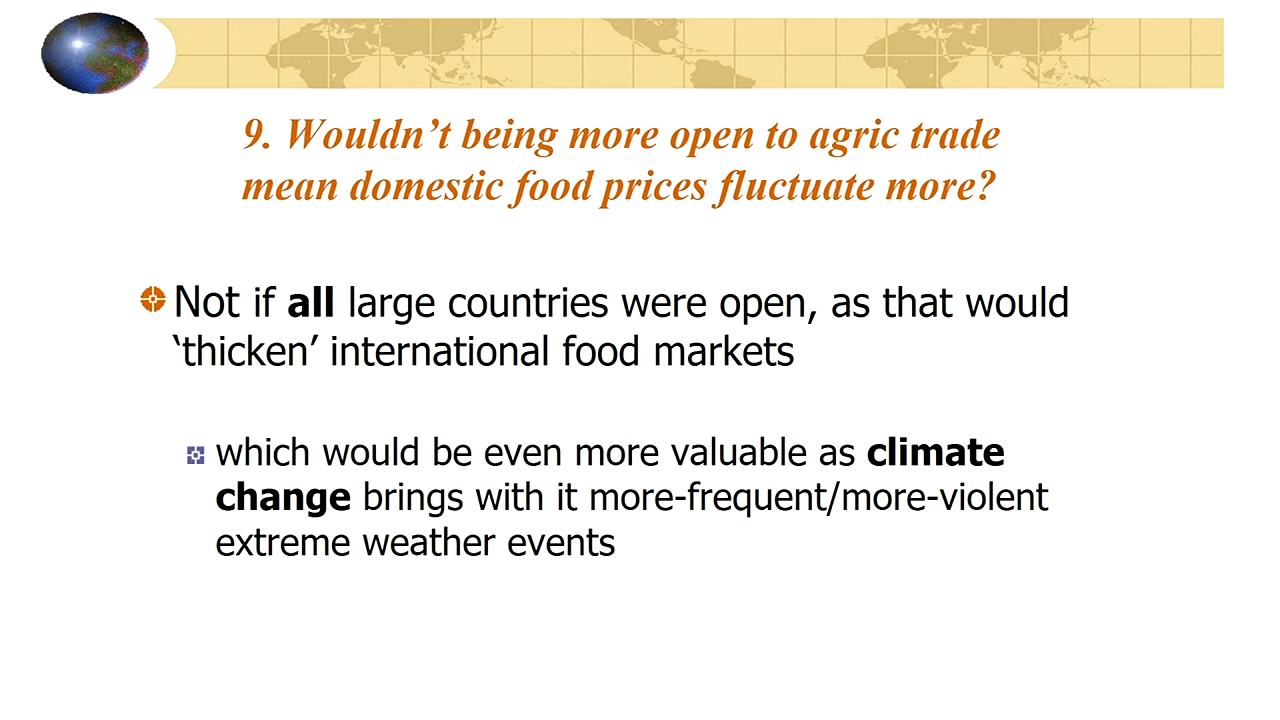 9. Wouldn’t being more open to agric trade
mean domestic food prices fluctuate more?
Not if all large countries were open, as that would
‘thicken’ international food markets
which would be even more valuable as climate
change brings with it more-frequent/more-violent
extreme weather events